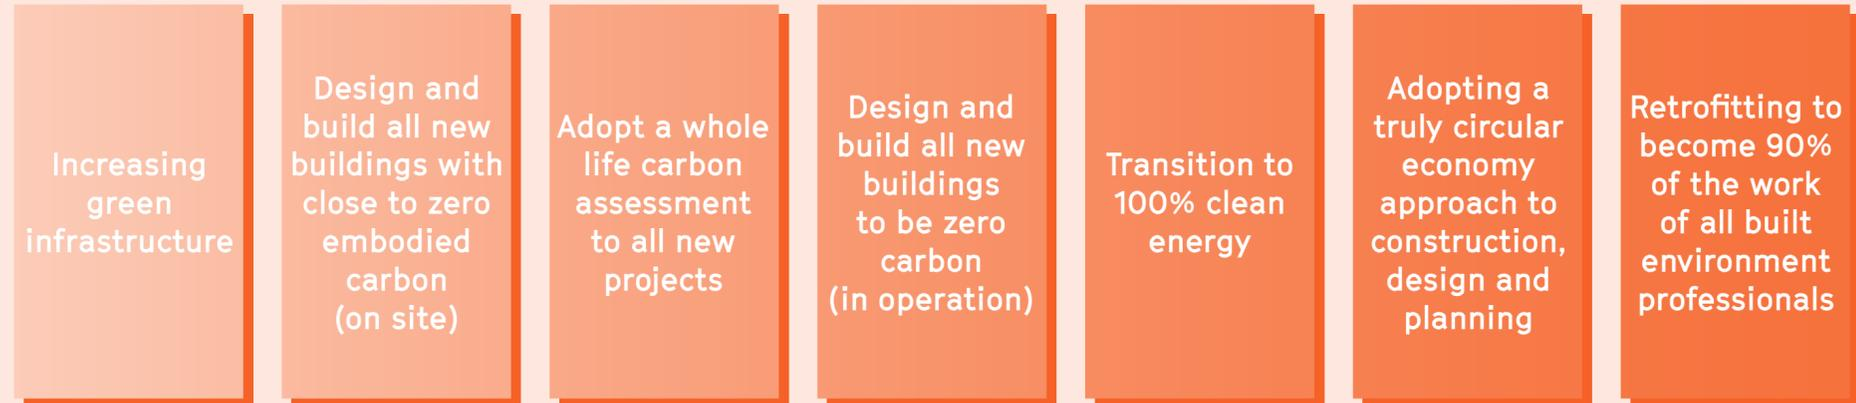 Increasing
green
infrastructure
Design and
build all new
buildings with
close to zero
embodied
carbon
(on site)
Adopt a whole
life carbon
assessment
to all new
projects
Design and
build all new
buildings
to be zero
carbon
(in operation)
Transition to
100% clean
energy
Adopting a
truly circular
economy
approach to
construction,
design and
planning
Retrofitting to
become 90%
of the work
of all built
environment
professionals